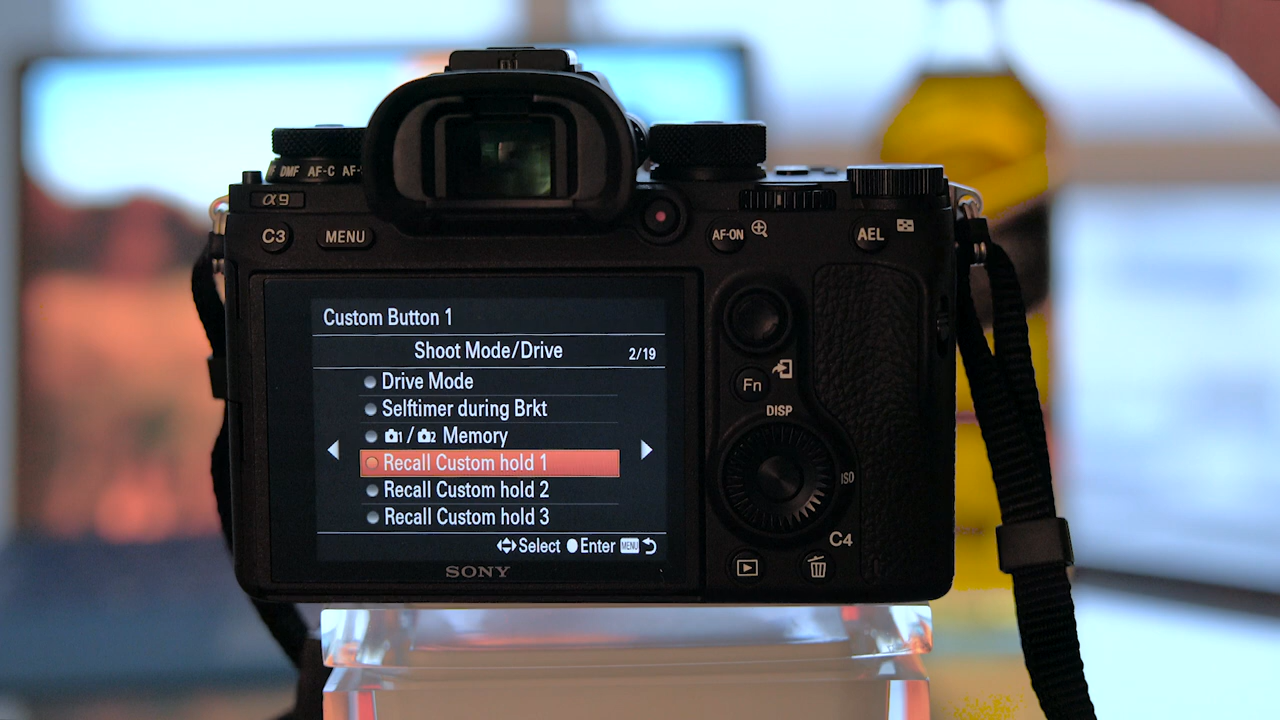 DMF AF-C AF-
α9
C3
MENU
AF-ON
AEL
Custom Button 1
Shoot Mode/Drive
2/19
Drive Mode
Selftimer during Brkt
1/2 Memory
Recall Custom hold 1
Recall Custom hold 2
Recall Custom hold 3
Select Enter MENU
SONY
Fn
DISP
ISO
C4